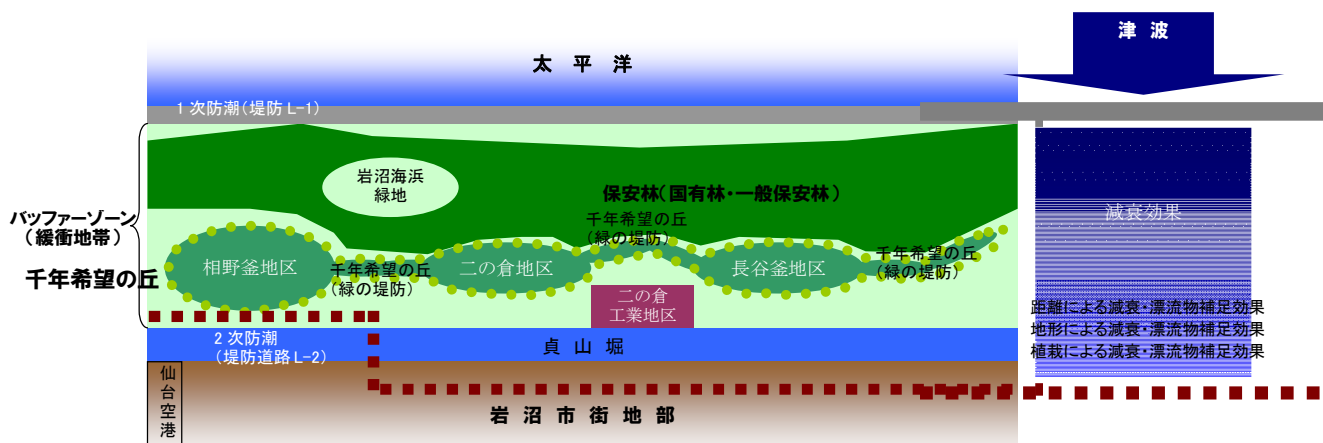 太 平 洋
津 波
1 次防潮(堤防 L-1)
岩沼海浜
緑地
保安林(国有林・一般保安林)
減衰効果
バッファーゾーン
(緩衝地帯)
千年希望の丘
相野釜地区
千年希望の丘
(緑の堤防)
二の倉地区
千年希望の丘
(緑の堤防)
長谷釜地区
千年希望の丘
(緑の堤防)
二の倉
工業地区
距離による減衰・漂流物補足効果
地形による減衰・漂流物補足効果
植栽による減衰・漂流物補足効果
2 次防潮
(堤防道路 L-2)
貞 山 堀
仙台空港
岩 沼 市 街 地 部